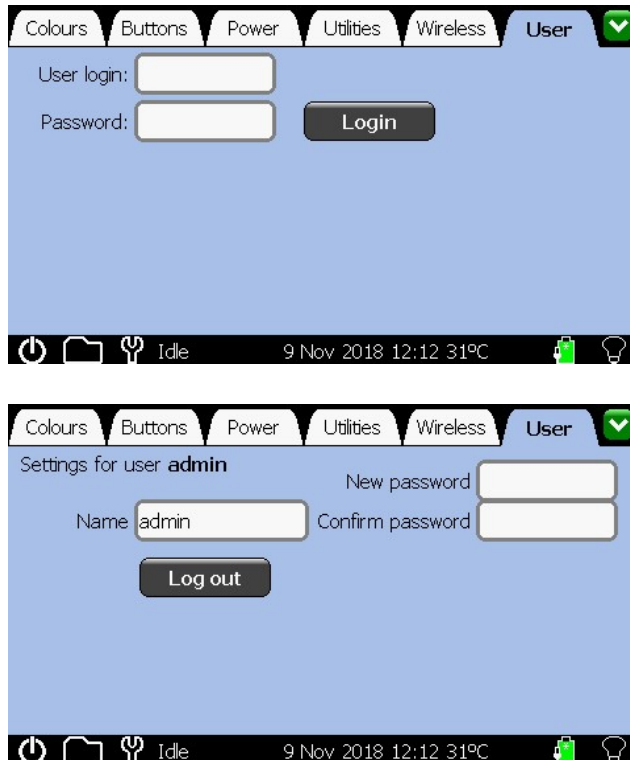 Colours Buttons Power Utilities Wireless User
User login:
Password: Login
Idle 9 Nov 2018 12:12 31ºC
Colours Buttons Power Utilities Wireless User
Settings for user admin
New password
Name admin Confirm password
Log out
Idle 9 Nov 2018 12:12 31ºC